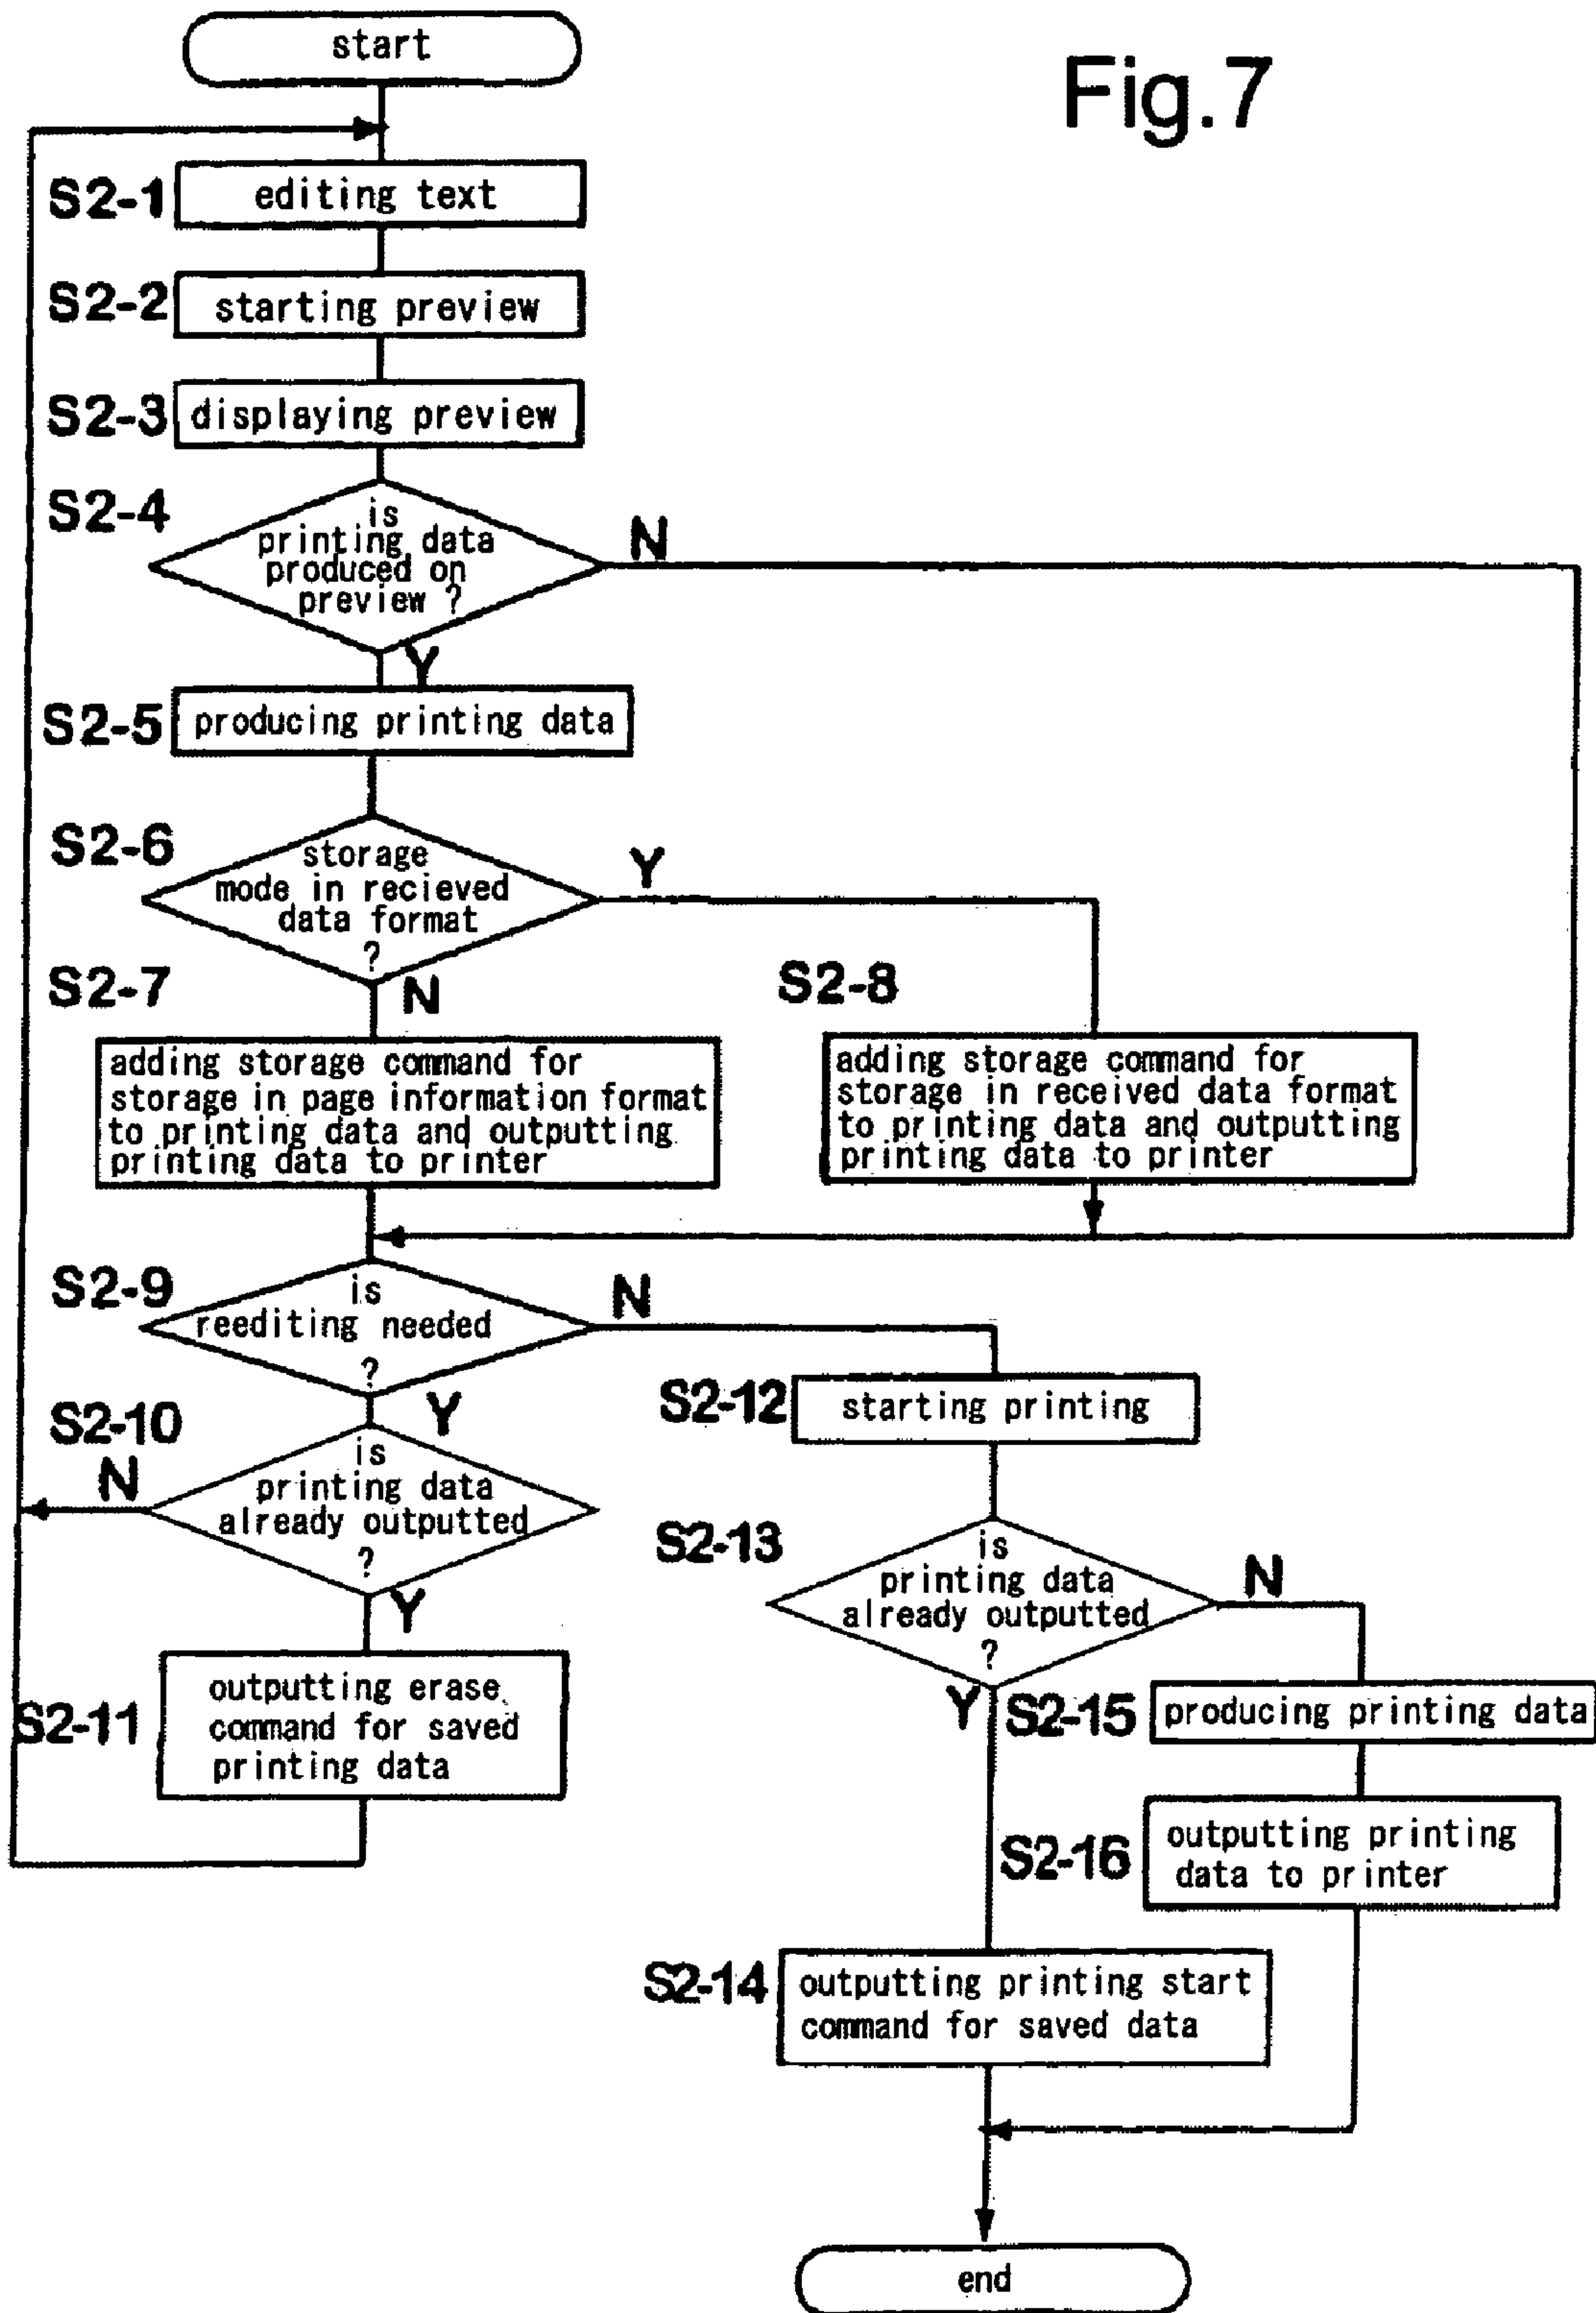 start
Fig.7
S2-1
editing text
S2-2
starting preview
S2-3
displaying preview
S2-4
is
printing data
produced on
preview ?
N
Y
S2-5
producing printing data
S2-6
storage
mode in recieved
data format
?
Y
N
S2-7
adding storage command for
storage in page information format
to printing data and outputting
printing data to printer
S2-8
adding storage command for
storage in received data format
to printing data and outputting
printing data to printer
S2-9
is
reediting needed
?
N
Y
S2-10
is
printing data
already outputted
?
N
Y
S2-11
outputting erase
command for saved
printing data
S2-12
starting printing
S2-13
is
printing data
already outputted
?
N
Y
S2-15
producing printing data
S2-16
outputting printing
data to printer
S2-14
outputting printing start
command for saved data
end